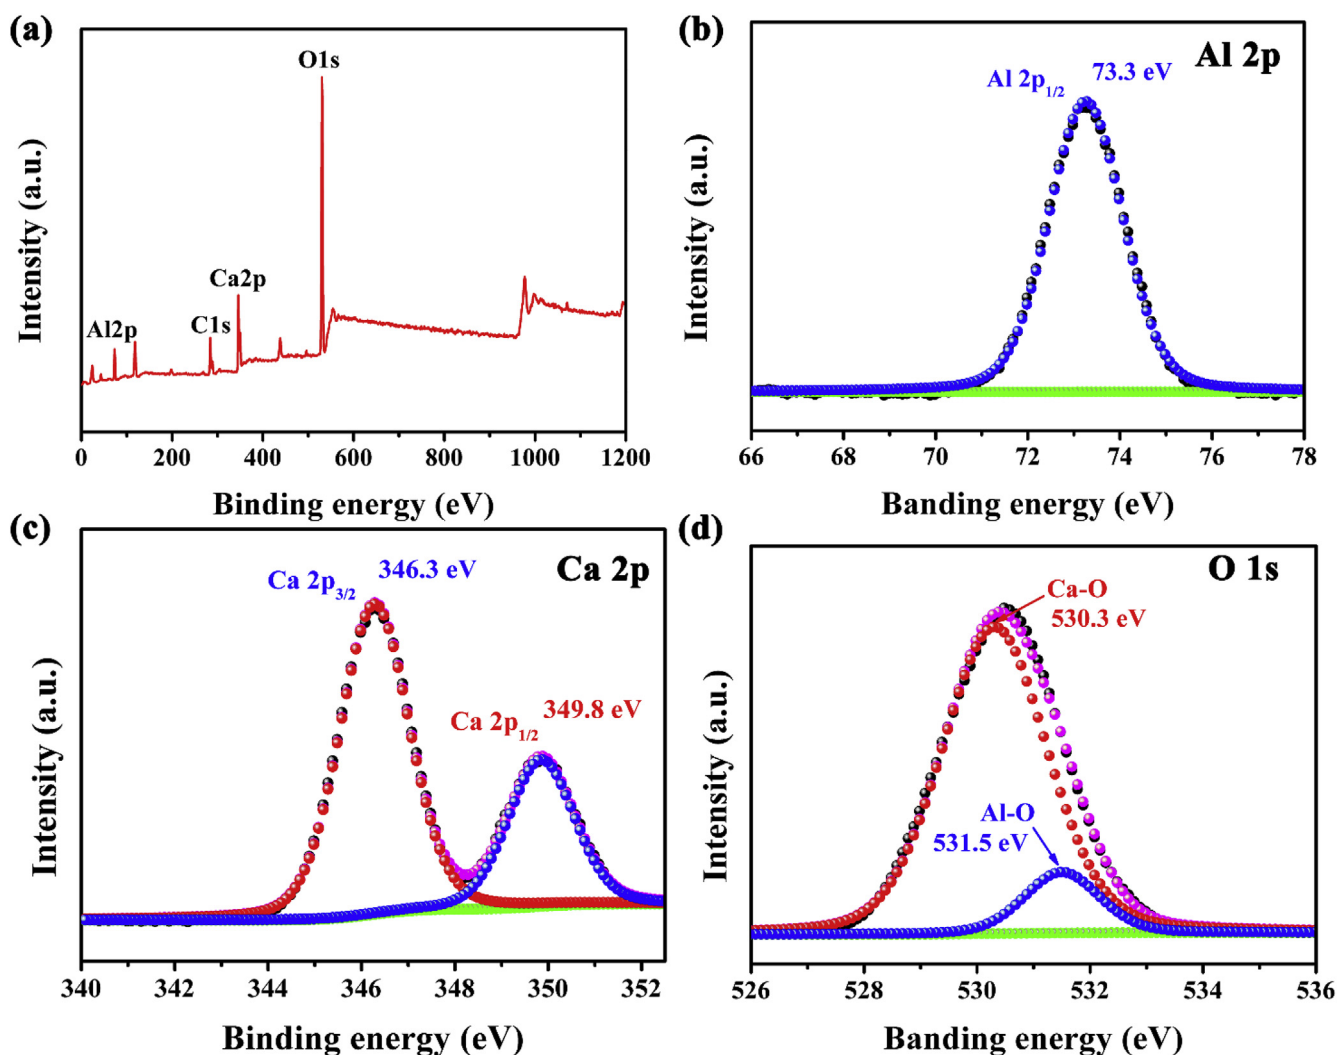 (a)
O1s
Ca2p
C1s
Al2p
Intensity (a.u.)
0 200 400 600 800 1000 1200
Binding energy (eV)
(b)
Al 2p
Al 2p1/2 73.3 eV
Intensity (a.u.)
66 68 70 72 74 76 78
Banding energy (eV)
(c)
Ca 2p
Ca 2p3/2 346.3 eV
Ca 2p1/2 349.8 eV
Intensity (a.u.)
340 342 344 346 348 350 352
Binding energy (eV)
(d)
O 1s
Ca-O
530.3 eV
Al-O
531.5 eV
Intensity (a.u.)
526 528 530 532 534 536
Banding energy (eV)